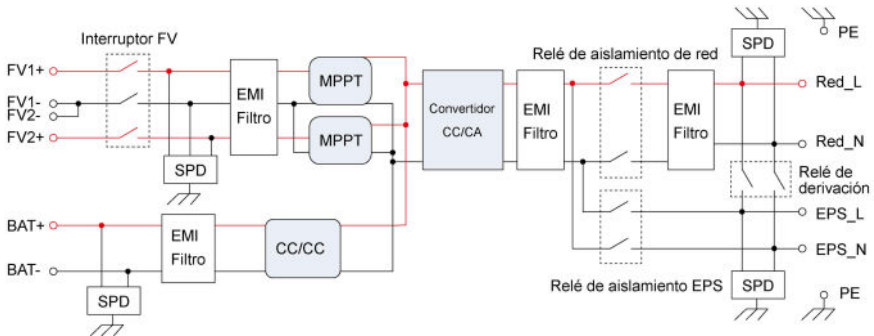 Interruptor FV
FV1+
FV1-
FV2-
FV2+
EMI
Filtro
MPPT
MPPT
SPD
BAT+
BAT-
EMI
Filtro
CC/CC
SPD
Convertidor
CC/CA
EMI
Filtro
Relé de aislamiento de red
EMI
Filtro
SPD
PE
Red_L
Red_N
Relé de
derivación
EPS_L
EPS_N
Relé de aislamiento EPS
SPD
PE